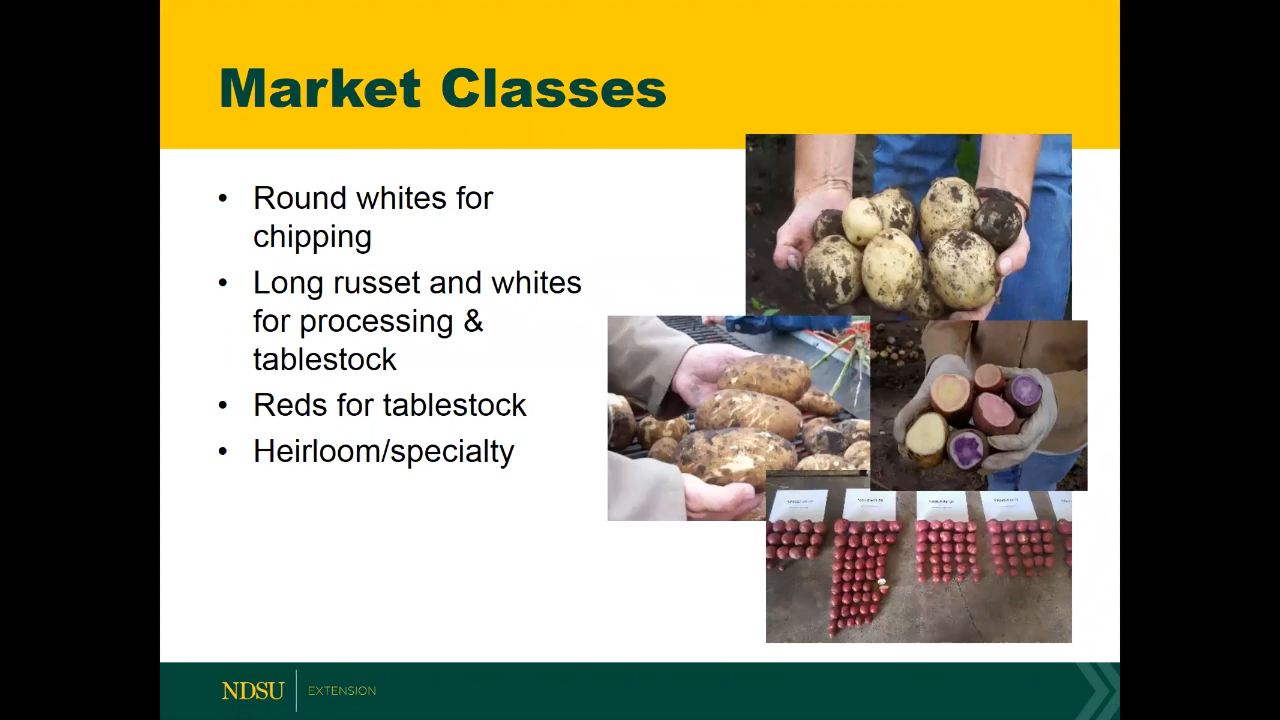 Market Classes
• Round whites for
chipping
• Long russet and whites
for processing &
tablestock
• Reds for tablestock
• Heirloom/specialty
NDSU EXTENSION